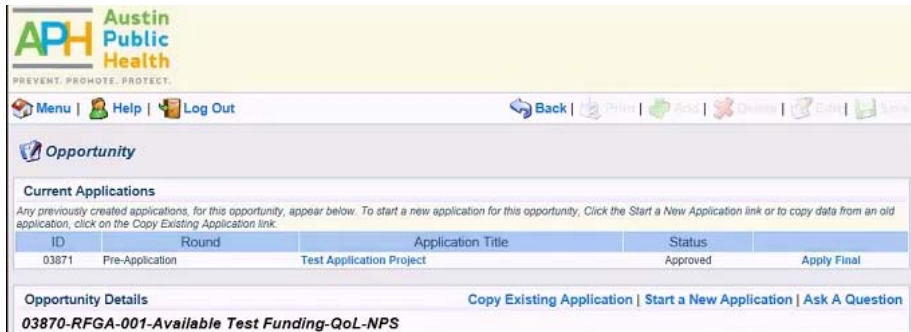 APH Austin
Public
Health
PREVENT. PROMOTE. PROTECT.
Menu | Help | Log Out Back | Print | Add | Delete | Edit | Save
Opportunity
Current Applications
Any previously created applications, for this opportunity, appear below. To start a new application for this opportunity, Click the Start a New Application link or to copy data from an old
application, click on the Copy Existing Application link.
ID Round Application Title Status
03871 Pre-Application Test Application Project Approved Apply Final
Opportunity Details Copy Existing Application | Start a New Application | Ask A Question
03870-RFGA-001-Available Test Funding-QoL-NPS